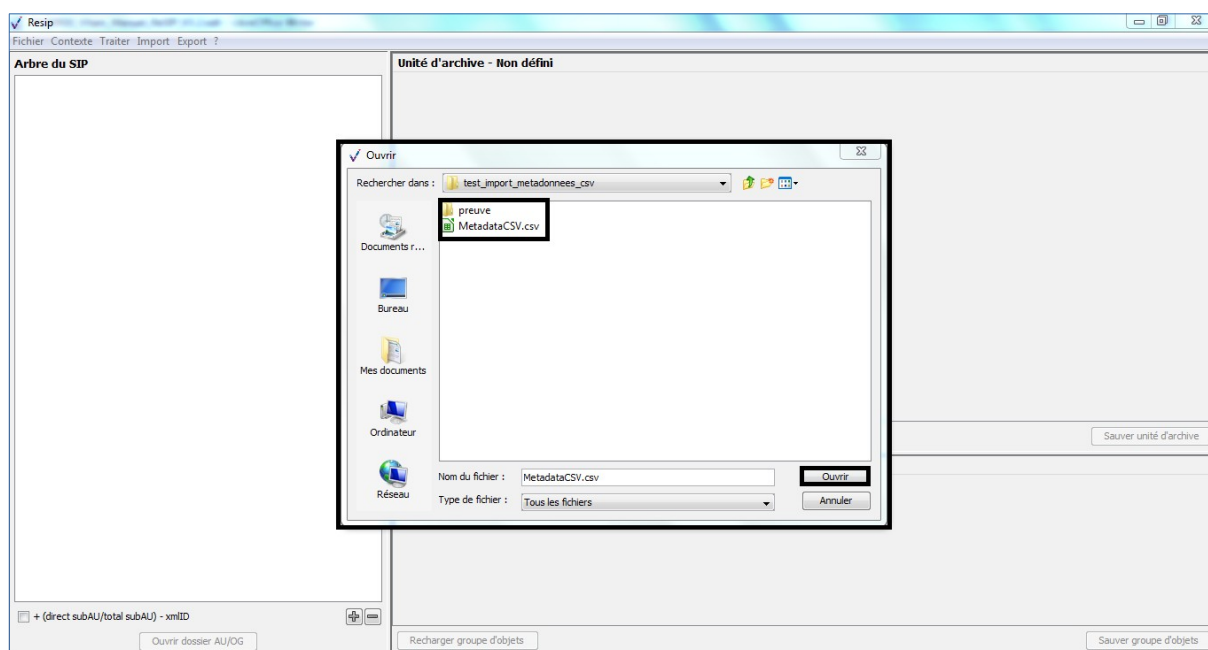 Resip
Fichier Contexte Traiter Import Export ?
Arbre du SIP
Unité d'archive - Non défini
Ouvrir
Rechercher dans : test_import_metadonnees_csv
preuve
MetadataCSV.csv
Documents r...
Bureau
Mes documents
Ordinateur
Réseau
Nom du fichier : MetadataCSV.csv Ouvrir
Type de fichier : Tous les fichiers Annuler
Sauver unité d'archive
+ (direct subAU/total subAU) - xmlID
Ouvrir dossier AU/OG
Recharger groupe d'objets
Sauver groupe d'objets